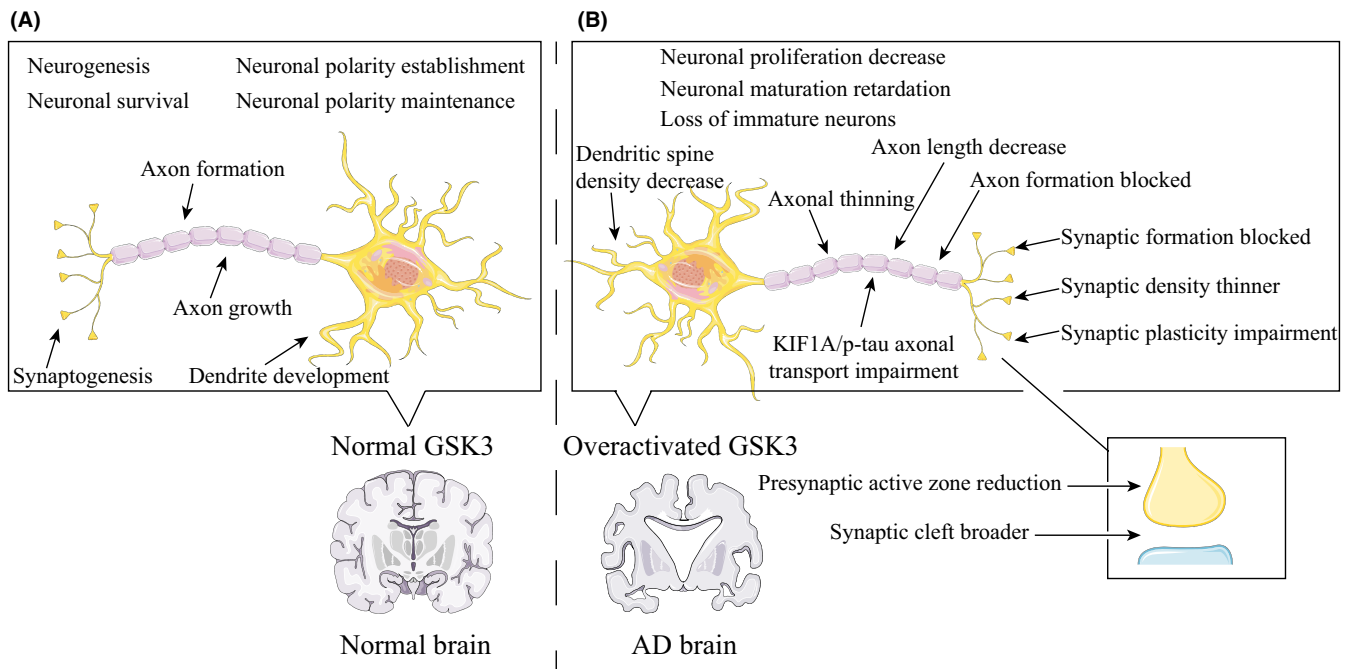 (A)
Neurogenesis
Neuronal polarity establishment
Neuronal survival
Neuronal polarity maintenance
Axon formation
Axon growth
Synaptogenesis
Dendrite development
Normal GSK3
Normal brain
(B)
Neuronal proliferation decrease
Neuronal maturation retardation
Loss of immature neurons
Dendritic spine
density decrease
Axonal thinning
Axon length decrease
Axon formation blocked
Synaptic formation blocked
Synaptic density thinner
Synaptic plasticity impairment
KIF1A/p-tau axonal
transport impairment
Overactivated GSK3
Presynaptic active zone reduction
Synaptic cleft broader
AD brain